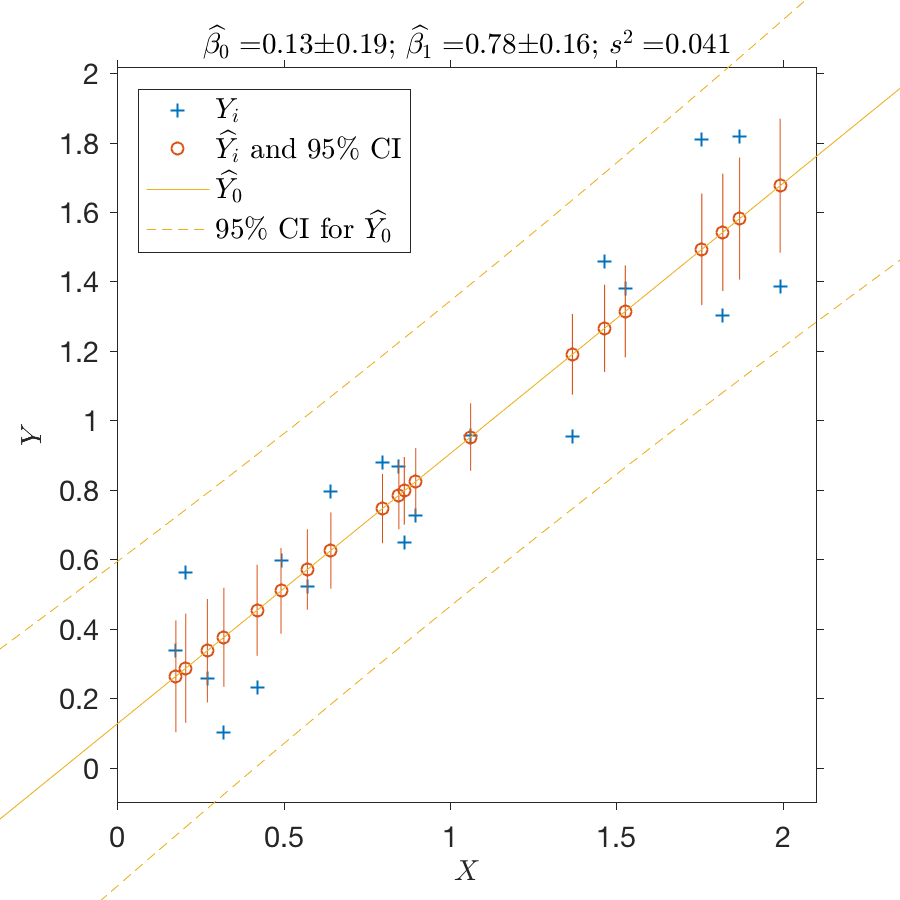 β̂₀ =0.13±0.19; β̂₁ =0.78±0.16; s² =0.041
Yᵢ
Ŷᵢ and 95% CI
Ŷ₀
95% CI for Ŷ₀
2
1.8
1.6
1.4
1.2
1
0.8
0.6
0.4
0.2
0
Y
0 0.5 1 1.5 2
X